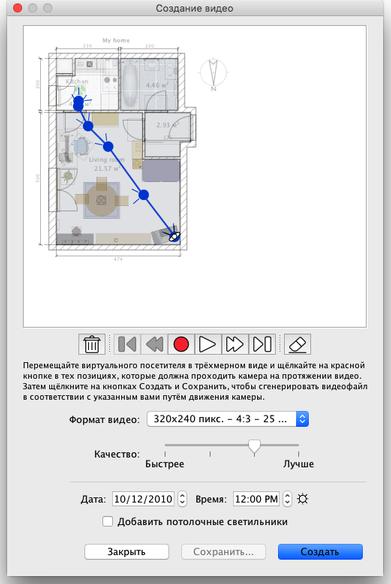 Создание видео
My home
Kitchen
4.46 м²
2.93 м²
N
Living room
21.57 м²
Перемещайте виртуального посетителя в трёхмерном виде и щёлкайте на красной
кнопке в тех позициях, которые должна проходить камера на протяжении видео.
Затем щёлкните на кнопках Создать и Сохранить, чтобы сгенерировать видеофайл
в соответствии с указанным вами путём движения камеры.
Формат видео: 320x240 пикс. – 4:3 – 25 ...
Качество:
Быстрее Лучше
Дата: 10/12/2010 Время: 12:00 PM
Добавить потолочные светильники
Закрыть Сохранить... Создать